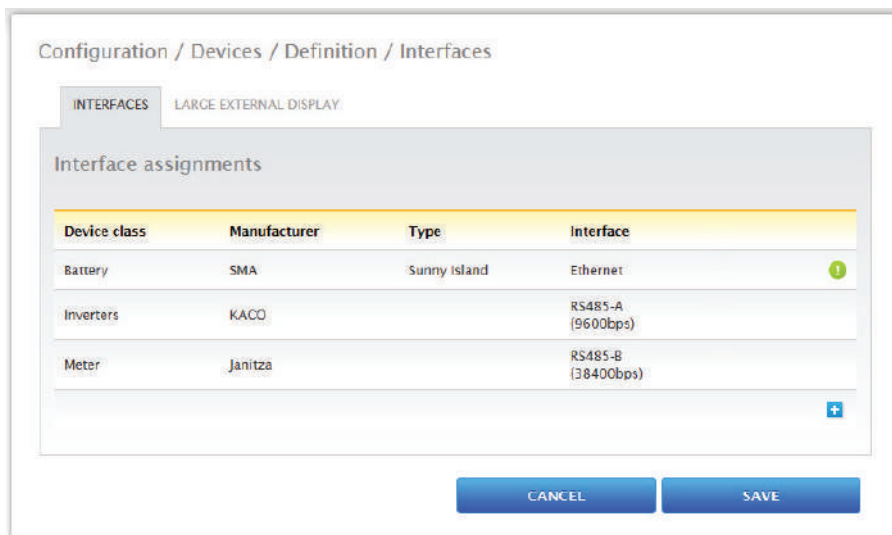 Configuration / Devices / Definition / Interfaces
INTERFACES LARGE EXTERNAL DISPLAY
Interface assignments
Device class Manufacturer Type Interface
Battery SMA Sunny Island Ethernet
Inverters KACO RS485-A
(9600bps)
Meter Janitza RS485-B
(38400bps)
CANCEL SAVE